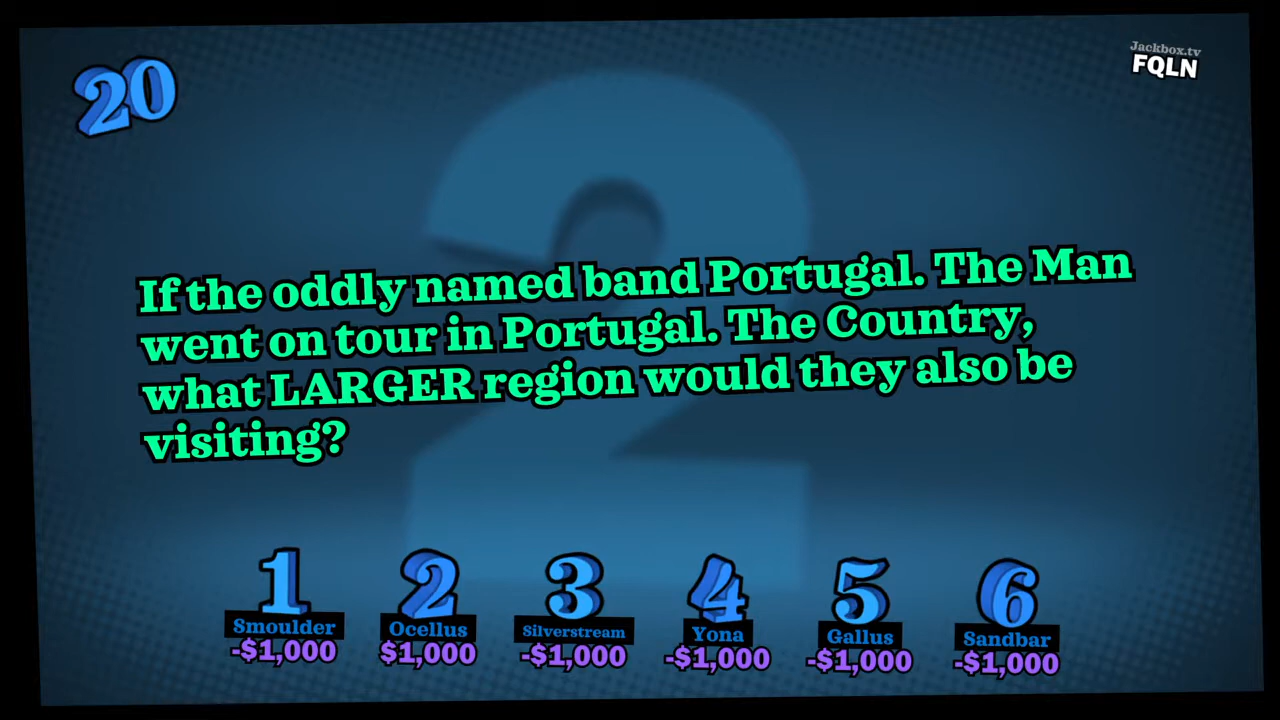 20
Jackbox.tv
FQLN
If the oddly named band Portugal. The Man
went on tour in Portugal. The Country,
what LARGER region would they also be
visiting?
2
1 2 3 4 5 6
Smoulder Ocellus Silverstream Yona Gallus Sandbar
-$1,000 $1,000 -$1,000 -$1,000 -$1,000 -$1,000